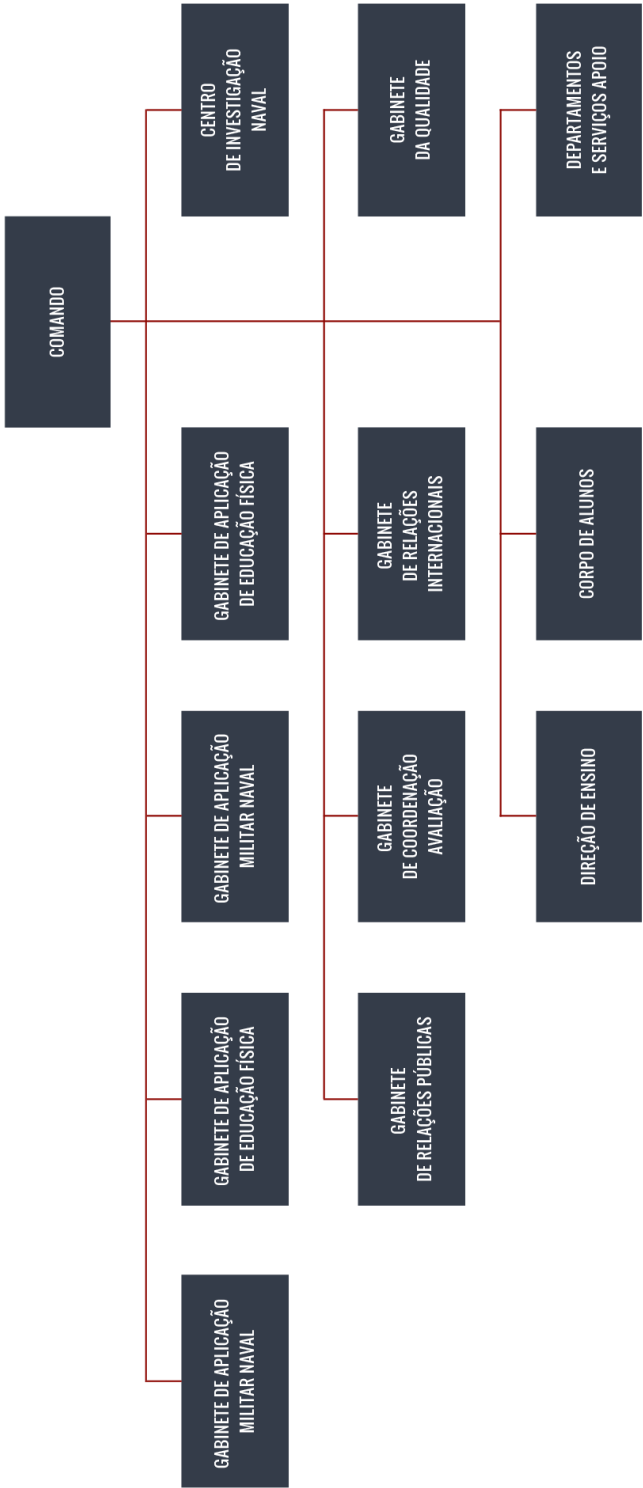 COMANDO
GABINETE DE APLICAÇÃO
MILITAR NAVAL
GABINETE DE APLICAÇÃO
DE EDUCAÇÃO FÍSICA
GABINETE DE APLICAÇÃO
MILITAR NAVAL
GABINETE DE APLICAÇÃO
DE EDUCAÇÃO FÍSICA
CENTRO
DE INVESTIGAÇÃO
NAVAL
GABINETE
DE RELAÇÕES PÚBLICAS
GABINETE
DE COORDENAÇÃO
AVALIAÇÃO
GABINETE
DE RELAÇÕES
INTERNACIONAIS
GABINETE
DA QUALIDADE
DIREÇÃO DE ENSINO
CORPO DE ALUNOS
DEPARTAMENTOS
E SERVIÇOS APOIO